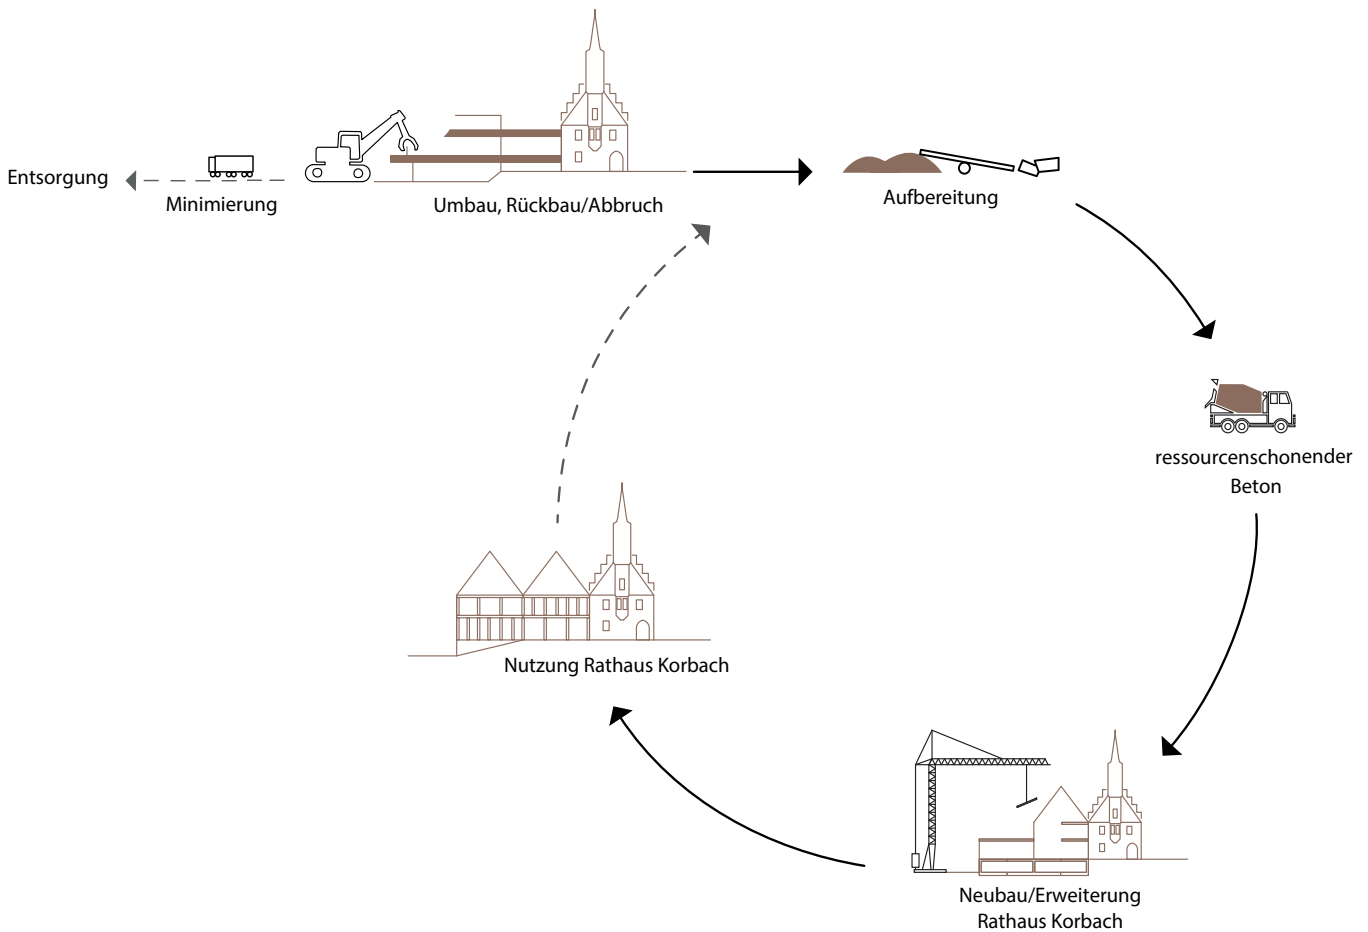 Entsorgung
Minimierung
Umbau, Rückbau/Abbruch
Aufbereitung
ressourcenschonender
Beton
Nutzung Rathaus Korbach
Neubau/Erweiterung
Rathaus Korbach